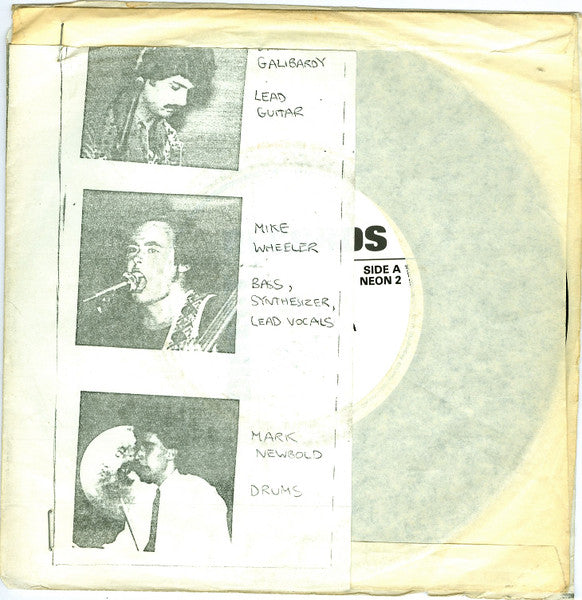 GALIBARDY
LEAD
GUITAR
MIKE
WHEELER
BASS,
SYNTHESIZER,
LEAD VOCALS
MARK
NEWBOLD
DRUMS
DS
SIDE A
NEON 2
A